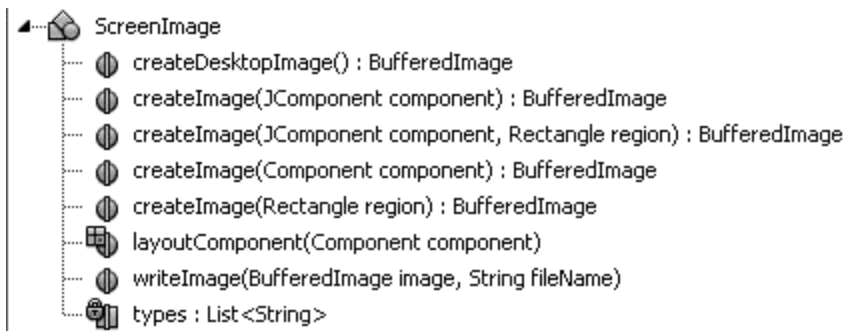 ScreenImage
createDesktopImage() : BufferedImage
createImage(JComponent component) : BufferedImage
createImage(JComponent component, Rectangle region) : BufferedImage
createImage(Component component) : BufferedImage
createImage(Rectangle region) : BufferedImage
layoutComponent(Component component)
writeImage(BufferedImage image, String fileName)
types : List<String>